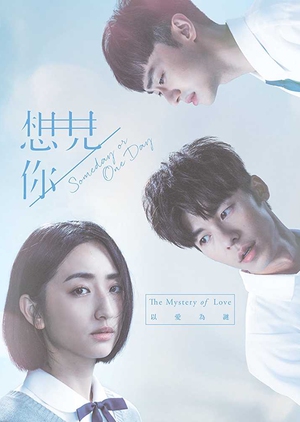 想見
你
Someday or
One Day
The Mystery of Love
以愛為謎